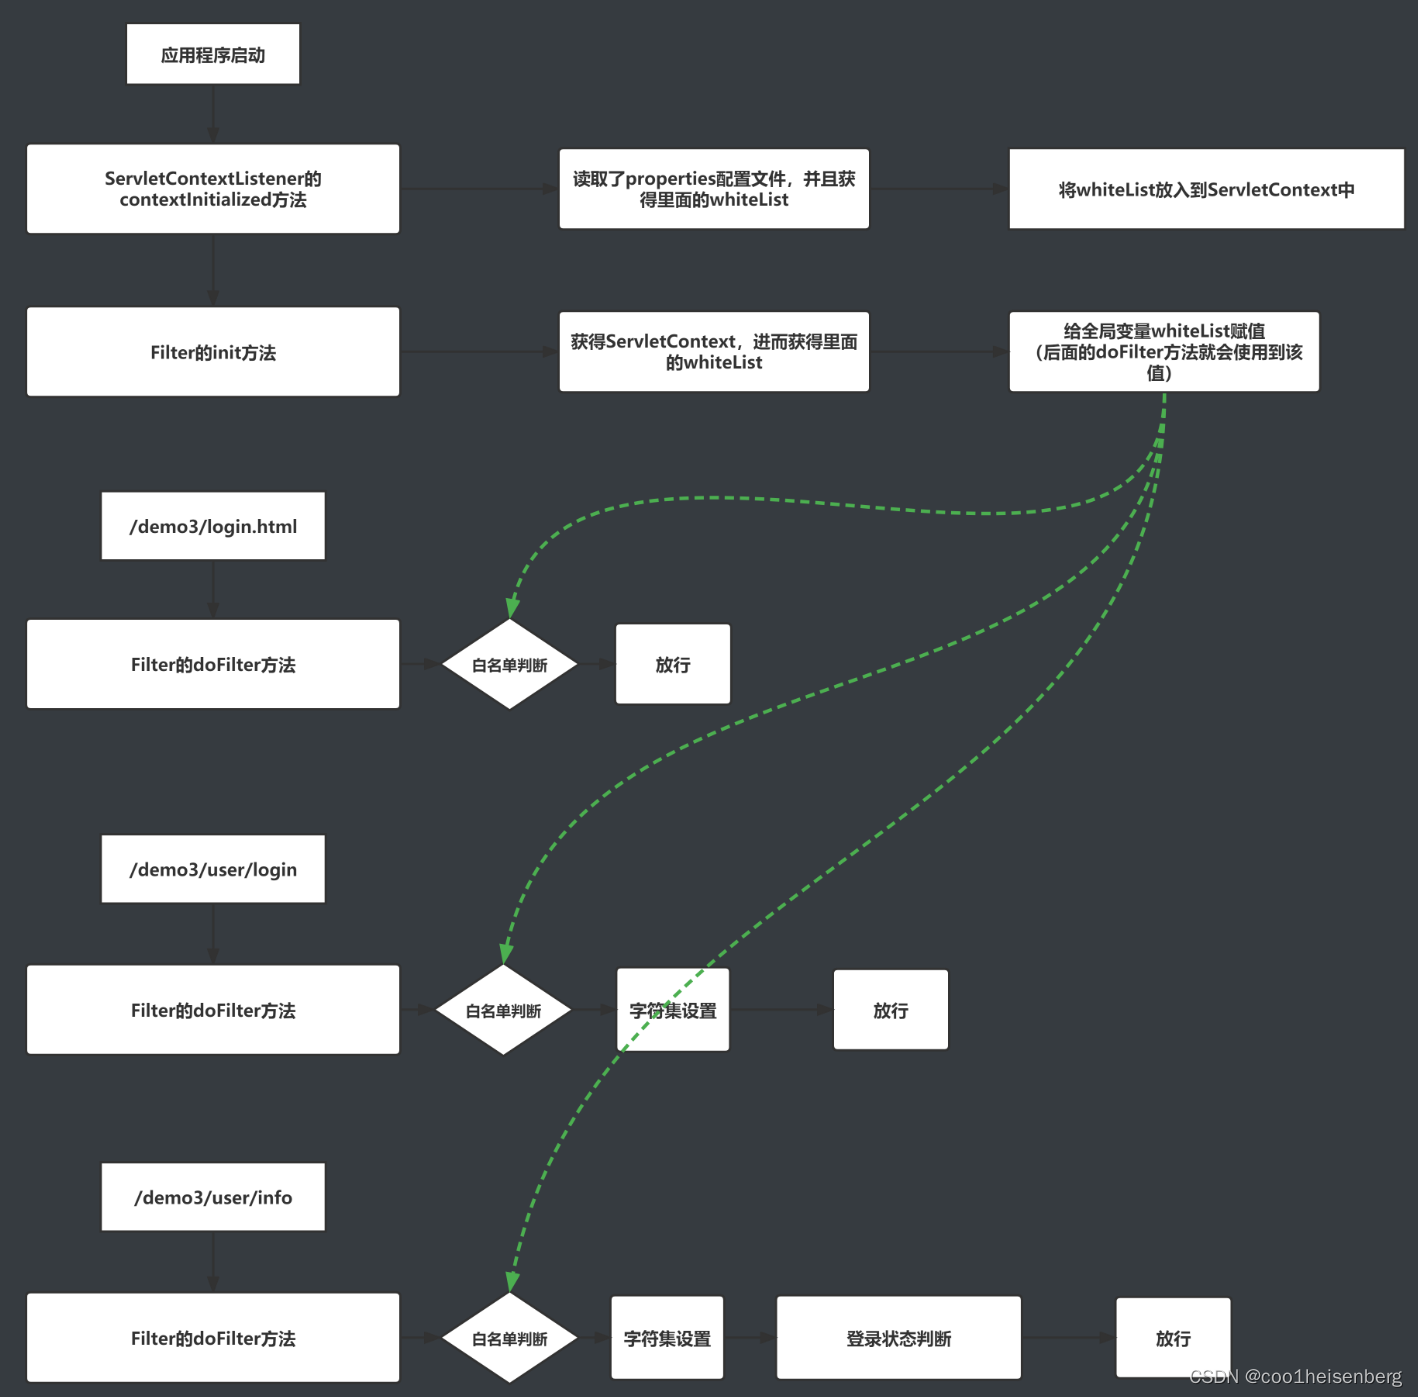 应用程序启动
ServletContextListener的
contextInitialized方法
读取了properties配置文件，并且获
得里面的whiteList
将whiteList放入到ServletContext中
Filter的init方法
获得ServletContext，进而获得里面
的whiteList
给全局变量whiteList赋值
（后面的doFilter方法就会使用到该
值）
/demo3/login.html
Filter的doFilter方法
白名单判断
放行
/demo3/user/login
Filter的doFilter方法
白名单判断
字符集设置
放行
/demo3/user/info
Filter的doFilter方法
白名单判断
字符集设置
登录状态判断
放行
CSDN @coo1heisenberg